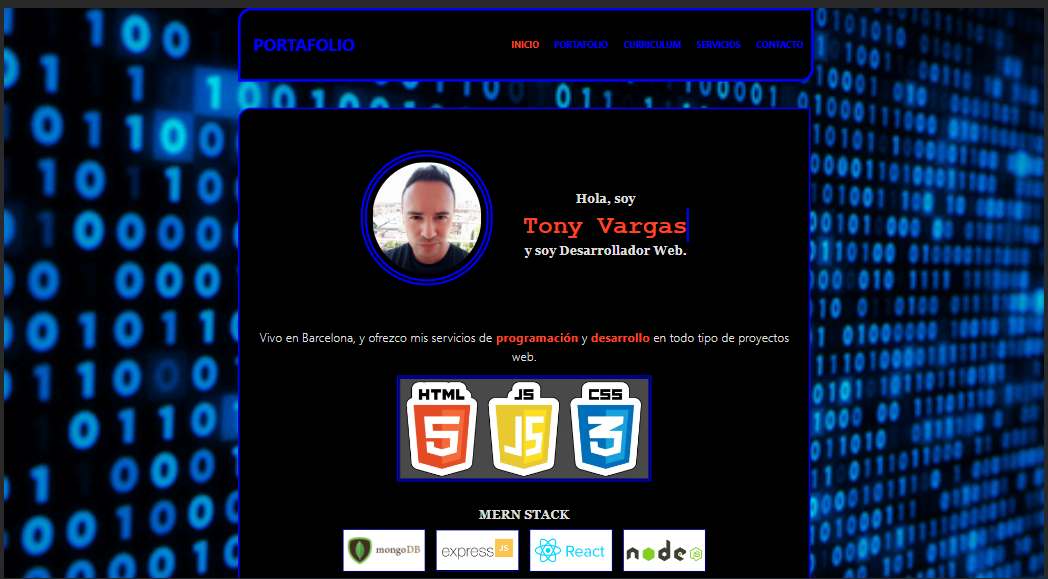 PORTAFOLIO
INICIO PORTAFOLIO CURRICULUM SERVICIOS CONTACTO
Hola, soy
Tony Vargas
y soy Desarrollador Web.
Vivo en Barcelona, y ofrezco mis servicios de programación y desarrollo en todo tipo de proyectos
web.
HTML JS CSS
5 JS 3
MERN STACK
mongoDB express JS React node JS